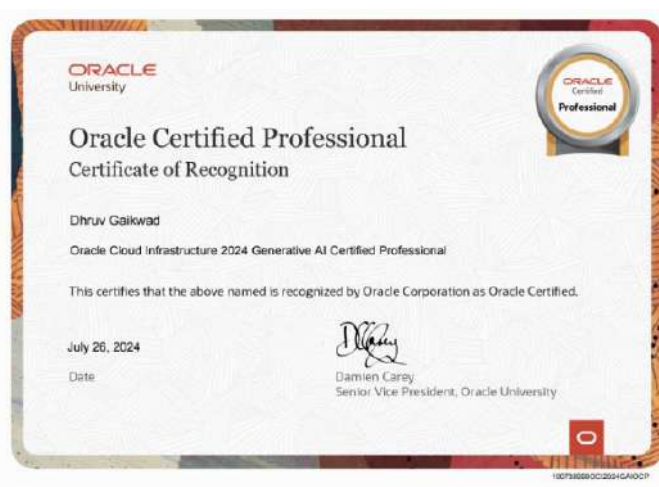 ORACLE
University
ORACLE
Certified
Professional
Oracle Certified Professional
Certificate of Recognition
Dhruv Gaikwad
Oracle Cloud Infrastructure 2024 Generative AI Certified Professional
This certifies that the above named is recognized by Oracle Corporation as Oracle Certified.
July 26, 2024
Date
Damien Carey
Senior Vice President, Oracle University